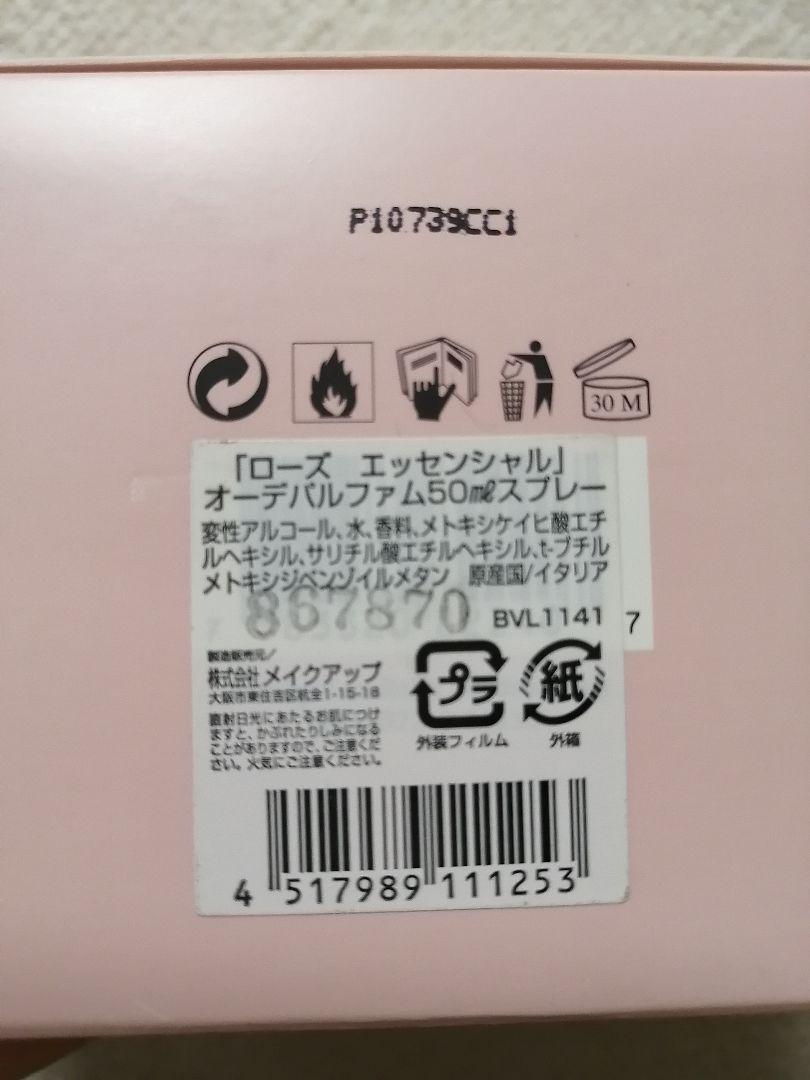 Pi0739CCi
30 M
「ローズ エッセンシャル」
オーデパルファム50mlスプレー
変性アルコール、水、香料、メトキシケイヒ酸エチ
ルヘキシル、サリチル酸エチルヘキシル、t-ブチル
メトキシジベンゾイルメタン 原産国/イタリア
867870
BVL1141
7
製造販売元/
株式会社メイクアップ
大阪市東住吉区杭全1-15-18
直射日光にあたるお肌につけ
ますと、かぶれたりしみになる
ことがありますので、ご注意くだ
さい。火気にご注意ください。
プラ
外装フィルム
紙
外箱
4 517989 111253